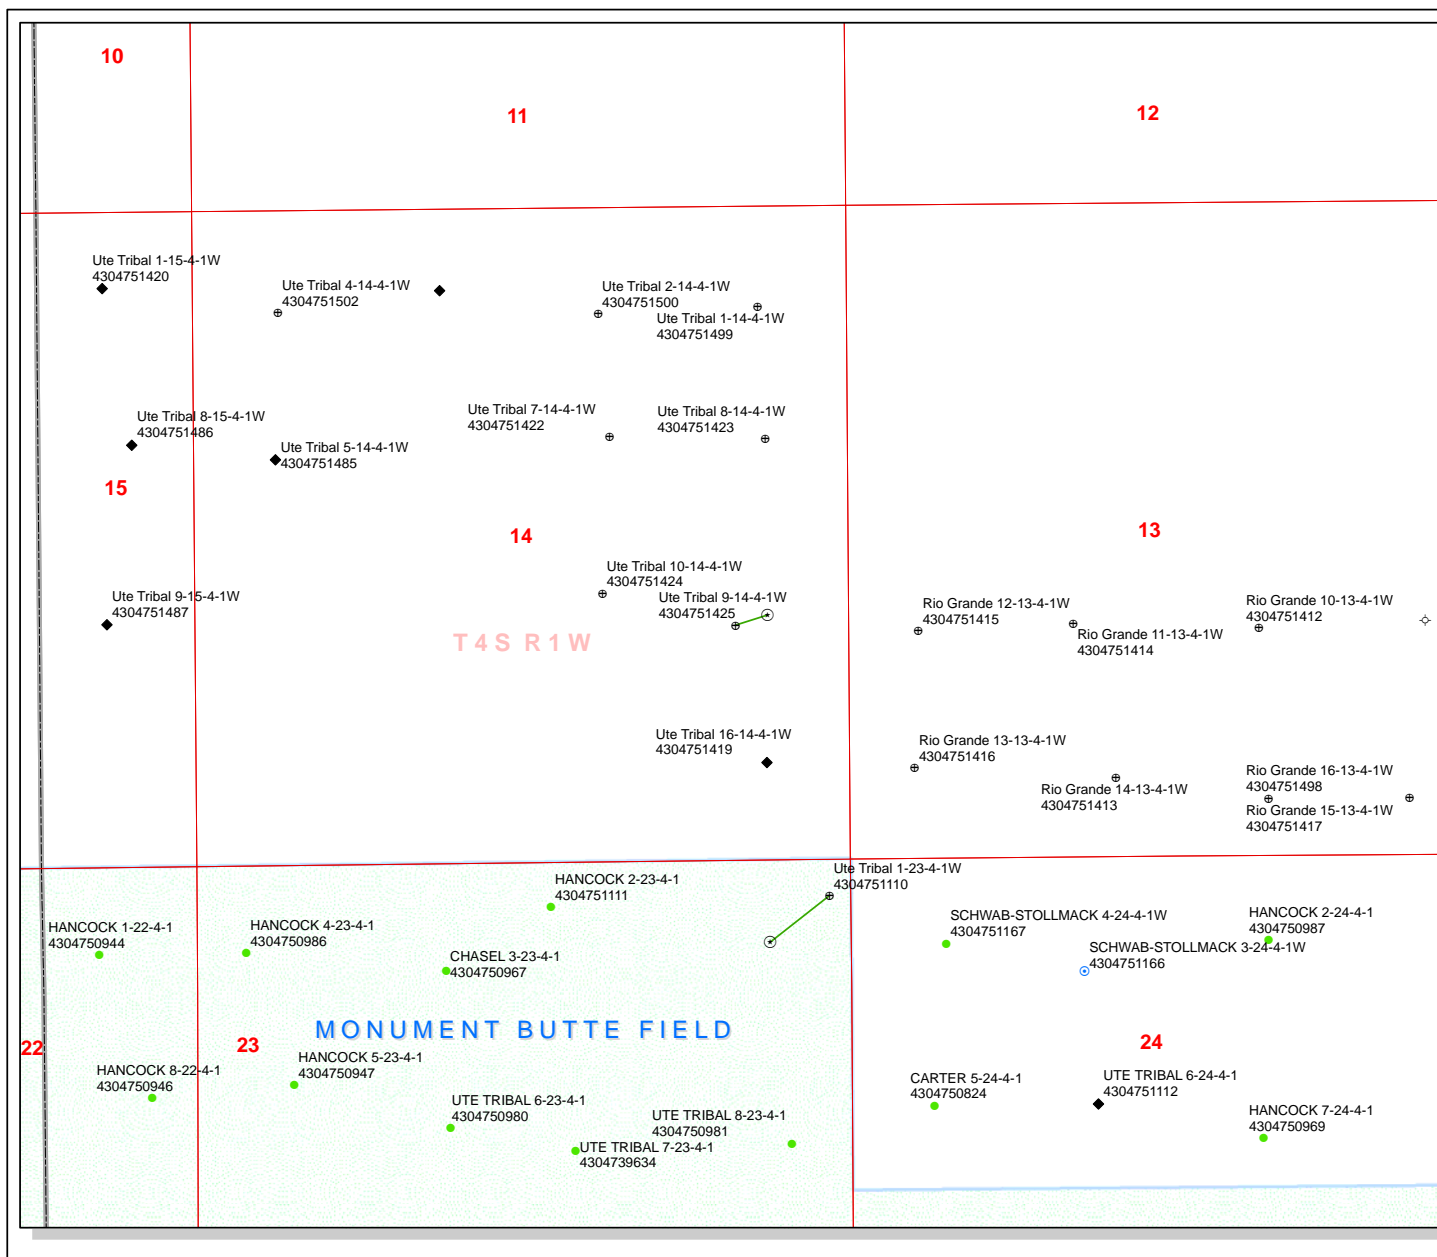 10
11
12
Ute Tribal 1-15-4-1W
4304751420
Ute Tribal 4-14-4-1W
4304751502
Ute Tribal 2-14-4-1W
4304751500
Ute Tribal 1-14-4-1W
4304751499
Ute Tribal 8-15-4-1W
4304751486
Ute Tribal 5-14-4-1W
4304751485
Ute Tribal 7-14-4-1W
4304751422
Ute Tribal 8-14-4-1W
4304751423
15
14
13
Ute Tribal 9-15-4-1W
4304751487
Ute Tribal 10-14-4-1W
4304751424
Ute Tribal 9-14-4-1W
4304751425
Rio Grande 12-13-4-1W
4304751415
Rio Grande 11-13-4-1W
4304751414
Rio Grande 10-13-4-1W
4304751412
T4S R1W
Ute Tribal 16-14-4-1W
4304751419
Rio Grande 13-13-4-1W
4304751416
Rio Grande 14-13-4-1W
4304751413
Rio Grande 16-13-4-1W
4304751498
Rio Grande 15-13-4-1W
4304751417
Ute Tribal 1-23-4-1W
4304751110
HANCOCK 2-23-4-1
4304751111
HANCOCK 1-22-4-1
4304750944
HANCOCK 4-23-4-1
4304750986
CHASEL 3-23-4-1
4304750967
SCHWAB-STOLLMACK 4-24-4-1W
4304751167
HANCOCK 2-24-4-1
4304750987
SCHWAB-STOLLMACK 3-24-4-1W
4304751166
MONUMENT BUTTE FIELD
22
23
24
HANCOCK 8-22-4-1
4304750946
HANCOCK 5-23-4-1
4304750947
UTE TRIBAL 6-23-4-1
4304750980
UTE TRIBAL 8-23-4-1
4304750981
UTE TRIBAL 7-23-4-1
4304739634
CARTER 5-24-4-1
4304750824
UTE TRIBAL 6-24-4-1
4304751112
HANCOCK 7-24-4-1
4304750969